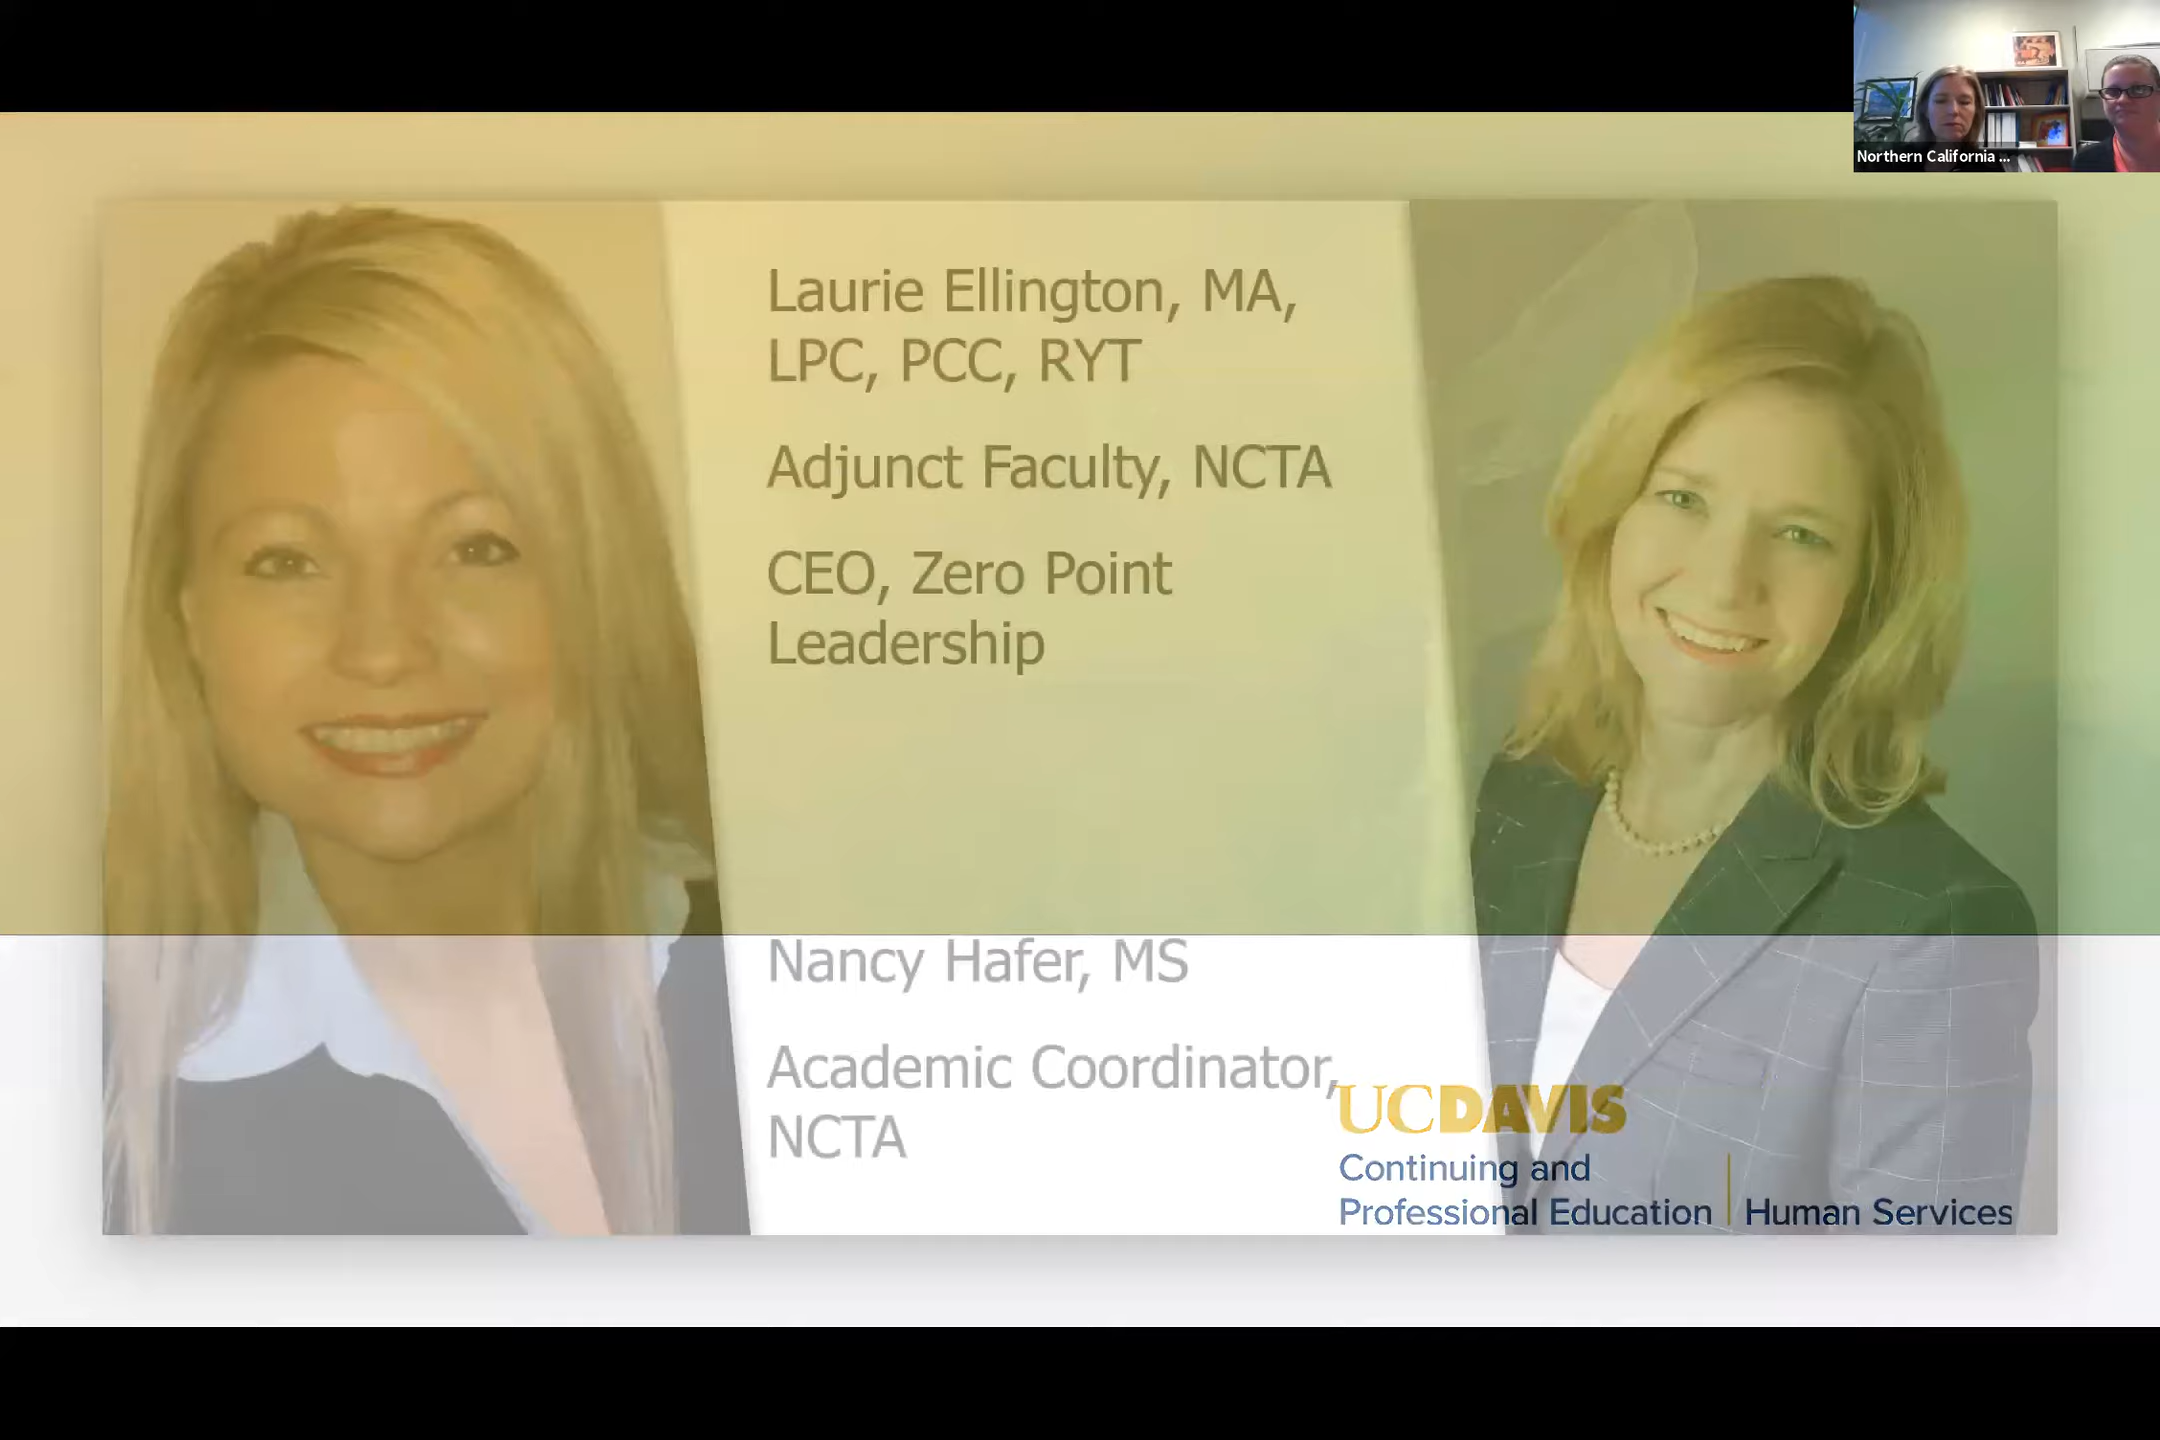 Northern California ...
Laurie Ellington, MA,
LPC, PCC, RYT
Adjunct Faculty, NCTA
CEO, Zero Point
Leadership
Nancy Hafer, MS
Academic Coordinator,
NCTA
UCDAVIS
Continuing and
Professional Education | Human Services